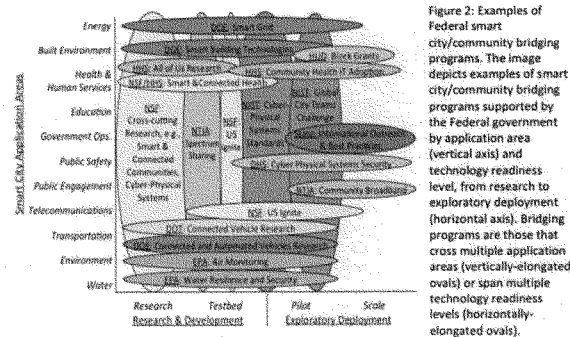 Smart City Application Areas
Energy
Built Environment
Health &
Human Services
Education
Government Ops.
Public Safety
Public Engagement
Telecommunications
Transportation
Environment
Water
DOE Smart Grid
Smart Building Technologies
HUD Block Grants
All of Us Research
HHS Community Health IT Adoption
NSF/HHS Smart & Connected Health
NSF
Cross-cutting
Research, e.g.
Smart &
Connected
Communities,
Cyber-Physical
Systems
NTIA
Spectrum
Sharing
NSF
US
Ignite
NIST Cyber
Physical
Systems
Standards
NIST Global
City Teams
Challenge
International Outreach
& Best Practices
DHS Cyber Physical Systems Security
NTIA Community Broadband
NSF US Ignite
DOT Connected Vehicle Research
Connected and Automated Vehicles Research
EPA Air Monitoring
EPA Water Resilience and Security
Research Testbed Pilot Scale
Research & Development Exploratory Deployment
Figure 2: Examples of
Federal smart
city/community bridging
programs. The image
depicts examples of smart
city/community bridging
programs supported by
the Federal government
by application area
(vertical axis) and
technology readiness
level, from research to
exploratory deployment
(horizontal axis). Bridging
programs are those that
cross multiple application
areas (vertically-elongated
ovals) or span multiple
technology readiness
levels (horizontally-
elongated ovals).